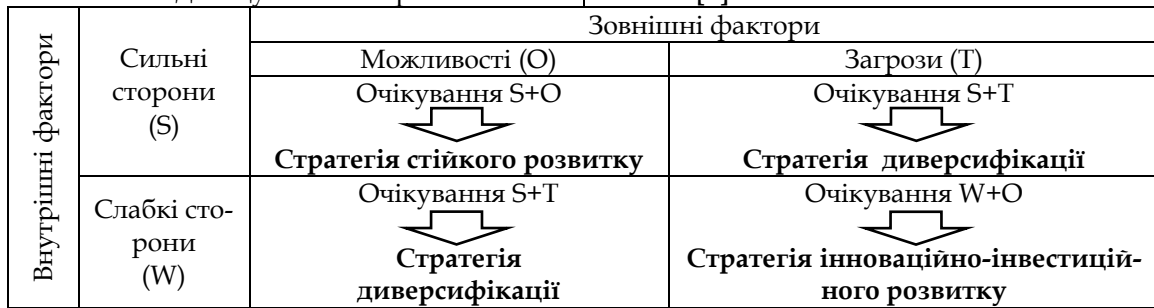 Зовнішні фактори
Внутрішні фактори
Сильні
сторони
(S)
Можливості (O)
Загрози (T)
Очікування S+O
Стратегія стійкого розвитку
Очікування S+T
Стратегія диверсифікації
Слабкі сто-
рони
(W)
Очікування S+T
Стратегія
диверсифікації
Очікування W+O
Стратегія інноваційно-інвестицій-
ного розвитку